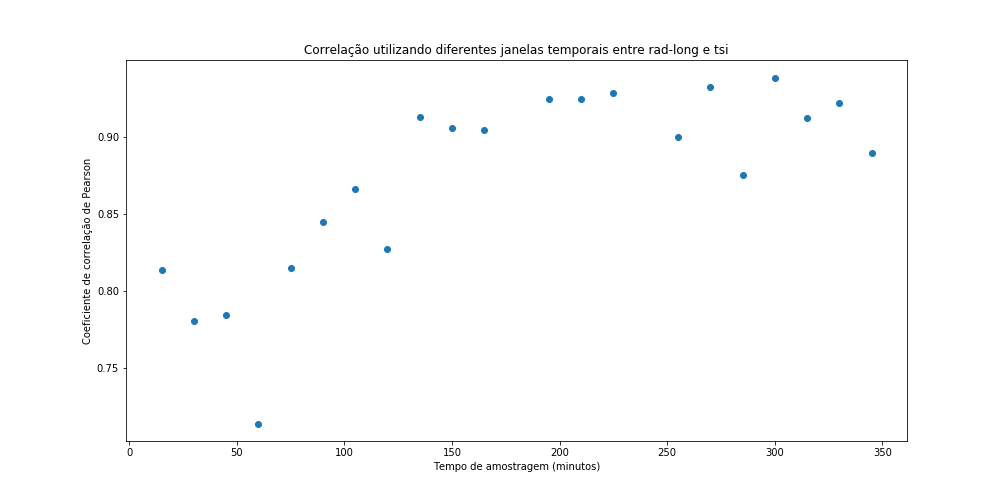 Correlação utilizando diferentes janelas temporais entre rad-long e tsi
Coeficiente de correlação de Pearson
0.90
0.85
0.80
0.75
0 50 100 150 200 250 300 350
Tempo de amostragem (minutos)